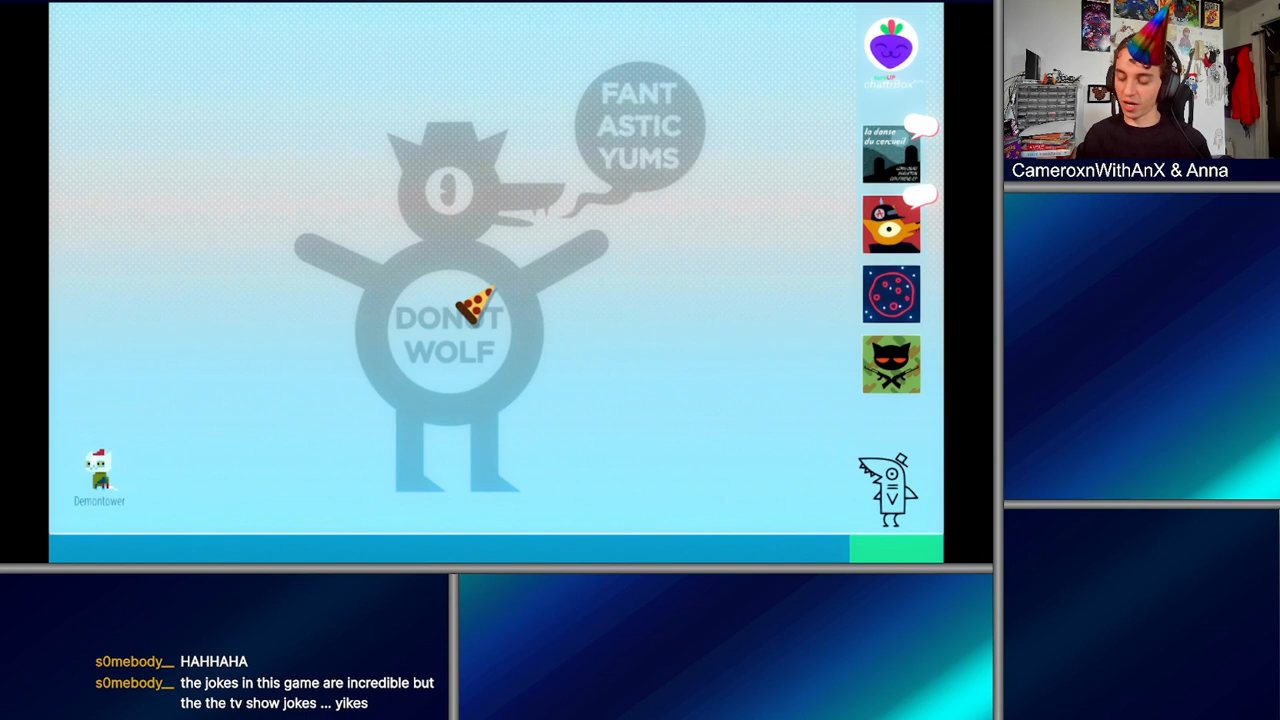 FANT
ASTIC
YUMS
DONUT
WOLF
chattrBox
la danse
du cercueil
CameroxnWithAnX & Anna
Demontower
s0mebody__ HAHHAHA
s0mebody__ the jokes in this game are incredible but
the the tv show jokes ... yikes